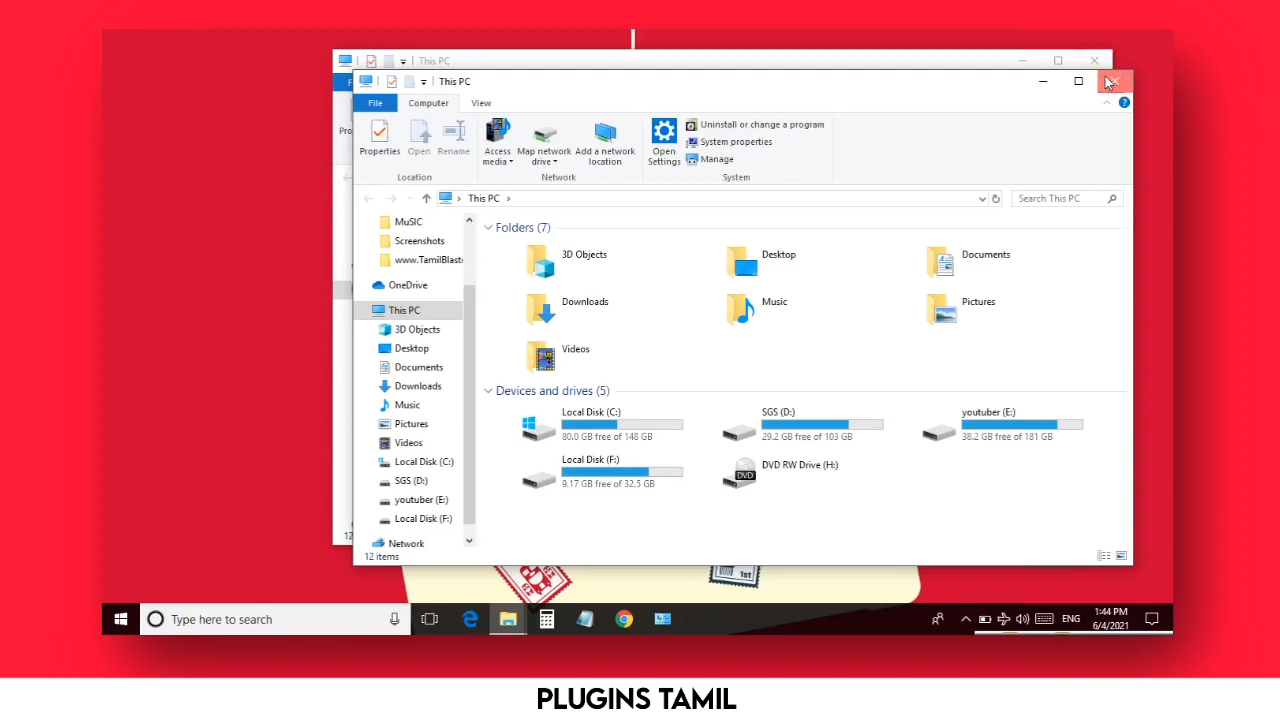 This PC
This PC
File Computer View
Properties Open Rename Access media Map network drive Add a network location Open Settings Uninstall or change a program System properties Manage
Location Network System
This PC
Search This PC
MuSIC
Screenshots
OneDrive
This PC
3D Objects
Desktop
Documents
Downloads
Music
Pictures
Videos
Local Disk (C:)
SGS (D:)
youtuber (E:)
Local Disk (F:)
Network
Folders (7)
3D Objects Desktop Documents
Downloads Music Pictures
Videos
Devices and drives (5)
Local Disk (C:) SGS (D:) youtuber (E:)
80.0 GB free of 148 GB 29.2 GB free of 103 GB 38.2 GB free of 181 GB
Local Disk (F:) DVD RW Drive (H:)
9.17 GB free of 32.5 GB
DVD
12 items
1st
Type here to search
ENG
1:44 PM
6/4/2021
PLUGINS TAMIL